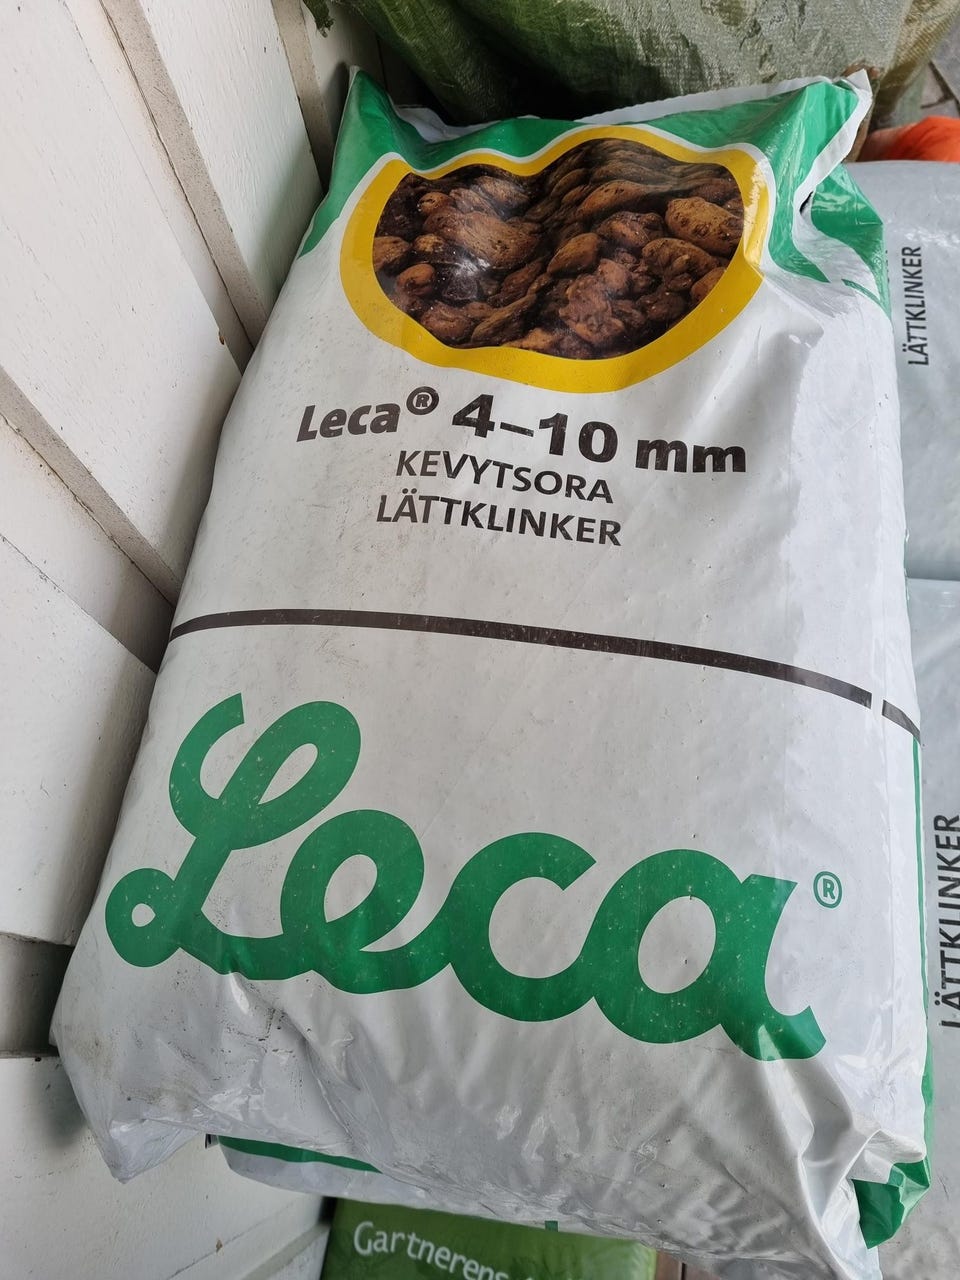 Leca® 4–10 mm
KEVYTSORA
LÄTTKLINKER
Leca®
LÄTTKLINKER
LÄTTKLINKER
Gartnerens